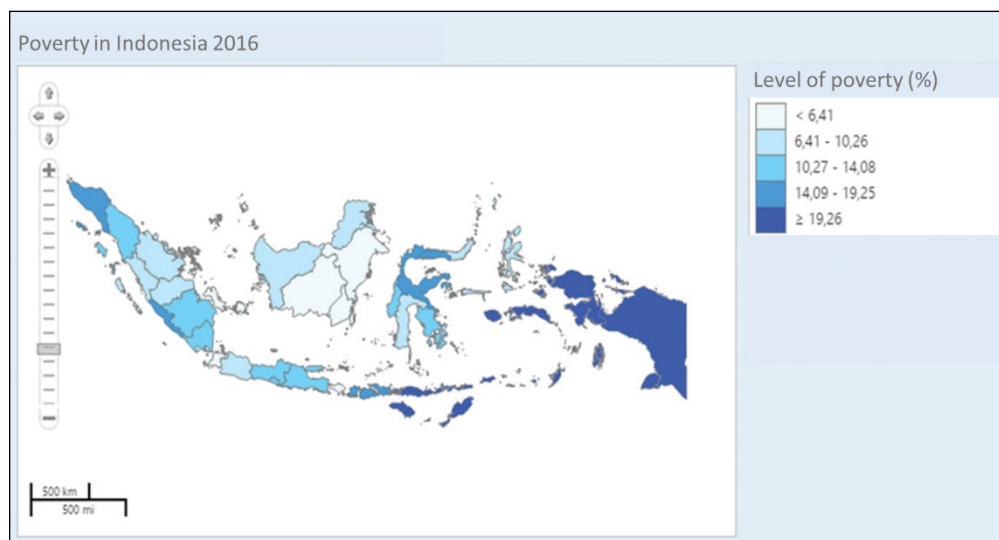 Poverty in Indonesia 2016
Level of poverty (%)
< 6,41
6,41 - 10,26
10,27 - 14,08
14,09 - 19,25
≥ 19,26
500 km
500 mi